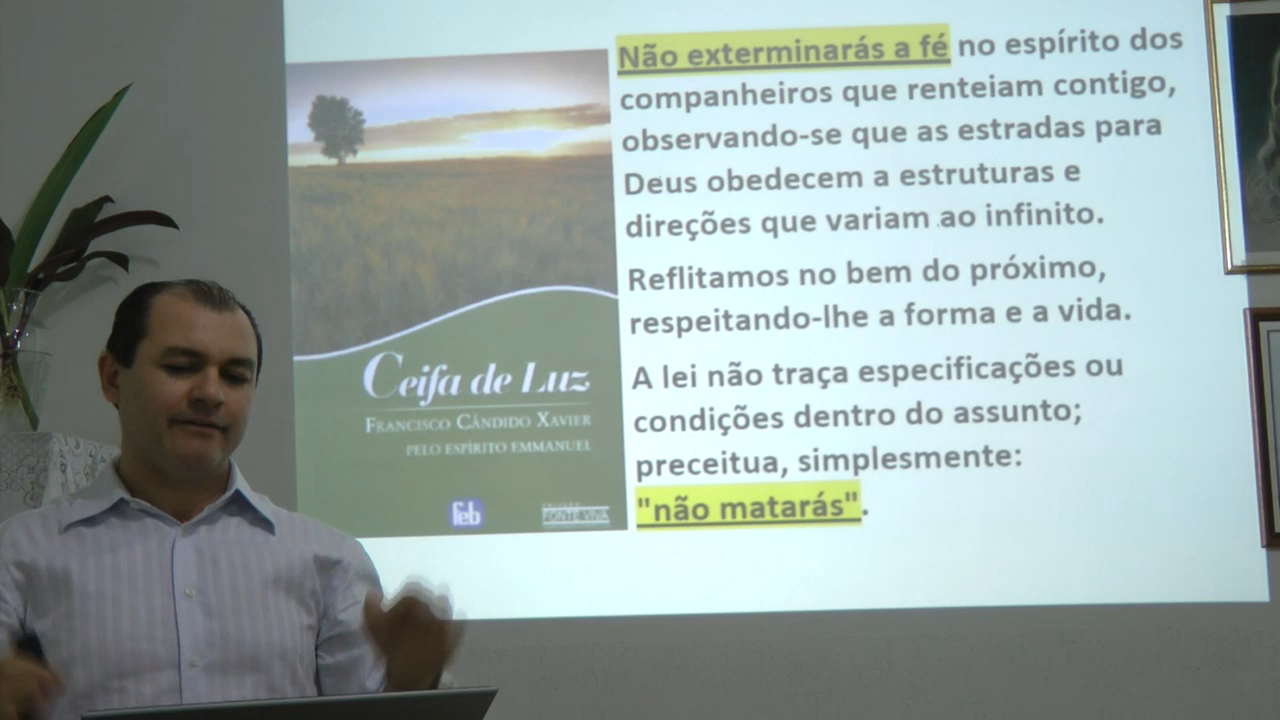 Não exterminarás a fé no espírito dos
companheiros que renteiam contigo,
observando-se que as estradas para
Deus obedecem a estruturas e
direções que variam ao infinito.
Reflitamos no bem do próximo,
respeitando-lhe a forma e a vida.
A lei não traça especificações ou
condições dentro do assunto;
preceitua, simplesmente:
"não matarás".
Ceifa de Luz
FRANCISCO CÂNDIDO XAVIER
PELO ESPÍRITO EMMANUEL
feb
FONTE VIVA